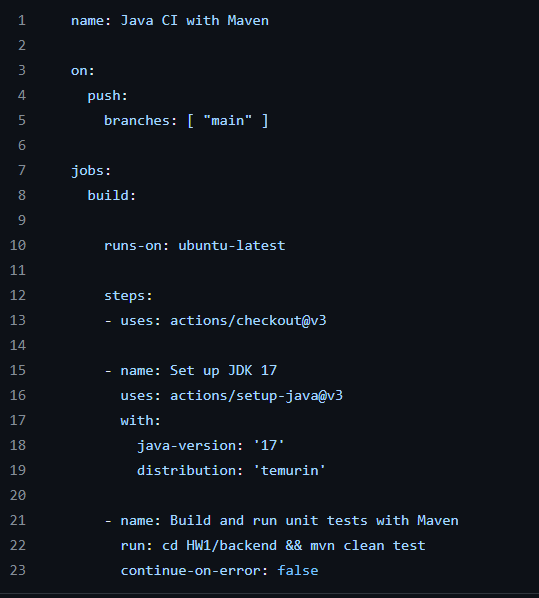 1 name: Java CI with Maven
2
3 on:
4   push:
5     branches: [ "main" ]
6
7 jobs:
8   build:
9
10     runs-on: ubuntu-latest
11
12     steps:
13     - uses: actions/checkout@v3
14
15     - name: Set up JDK 17
16       uses: actions/setup-java@v3
17       with:
18         java-version: '17'
19         distribution: 'temurin'
20
21     - name: Build and run unit tests with Maven
22       run: cd HW1/backend && mvn clean test
23       continue-on-error: false